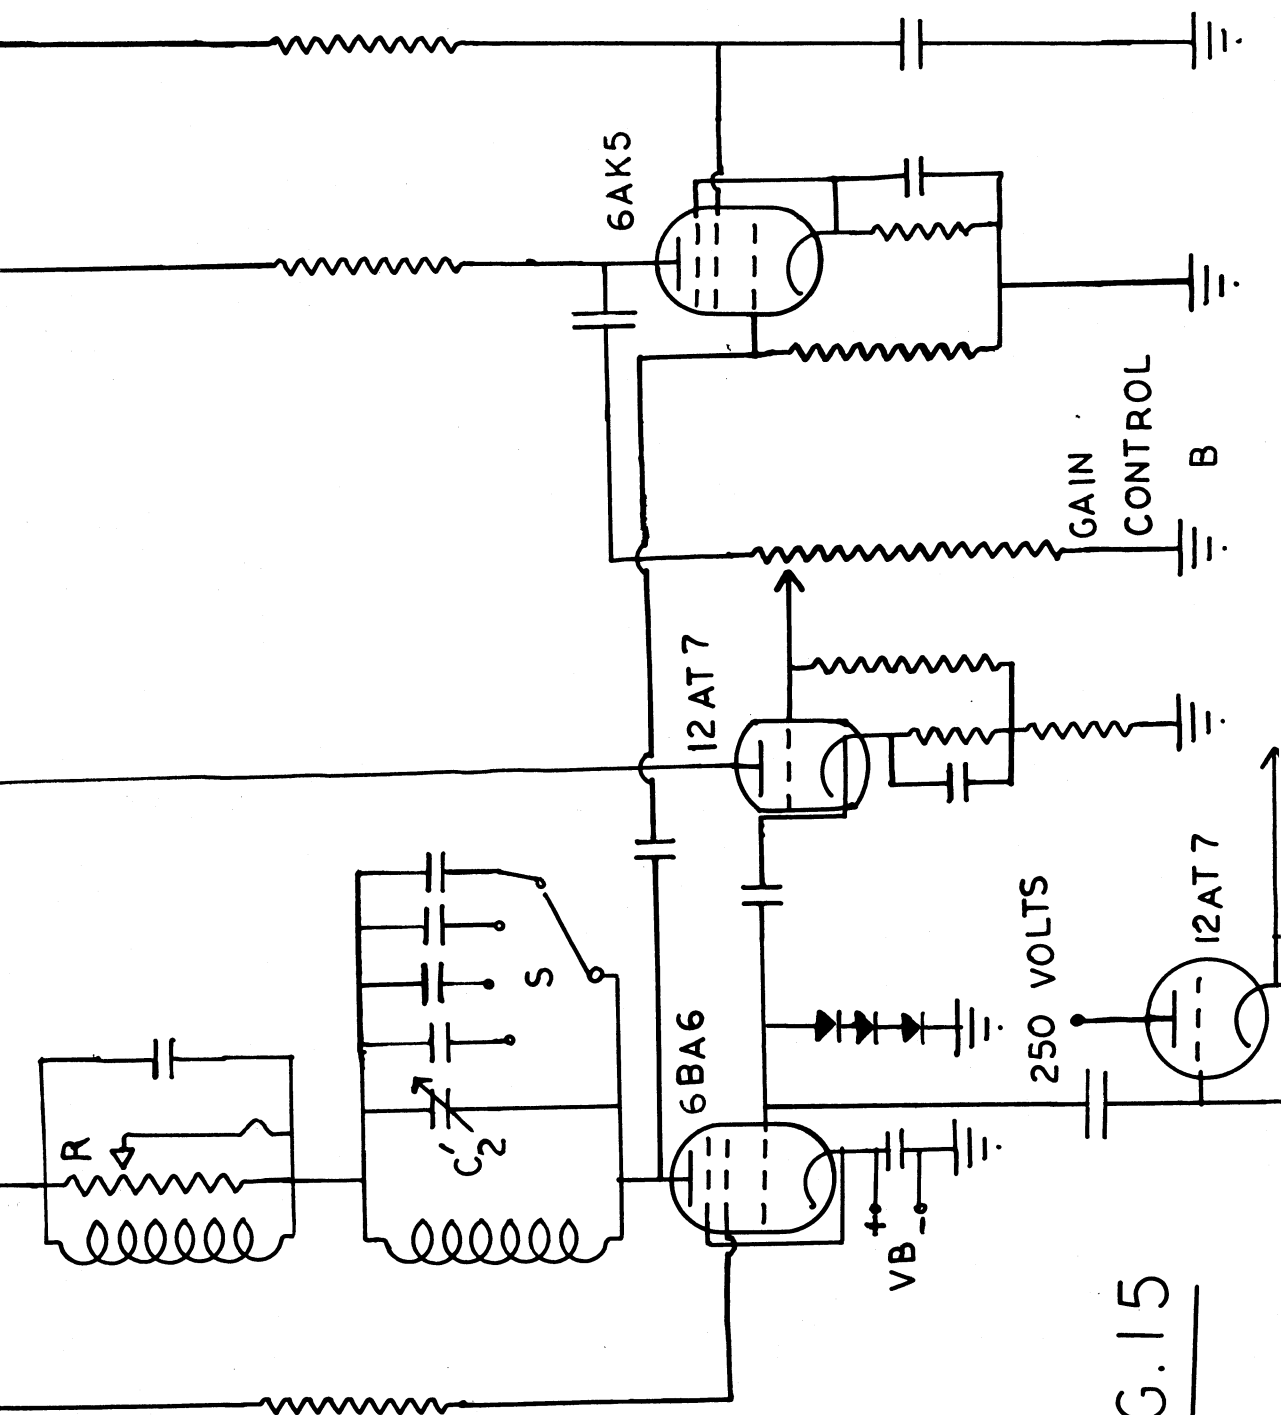 R
C'2
S
6AK5
6BA6
12AT7
+
VB
-
250 VOLTS
GAIN
CONTROL
B
12AT7
G. 15